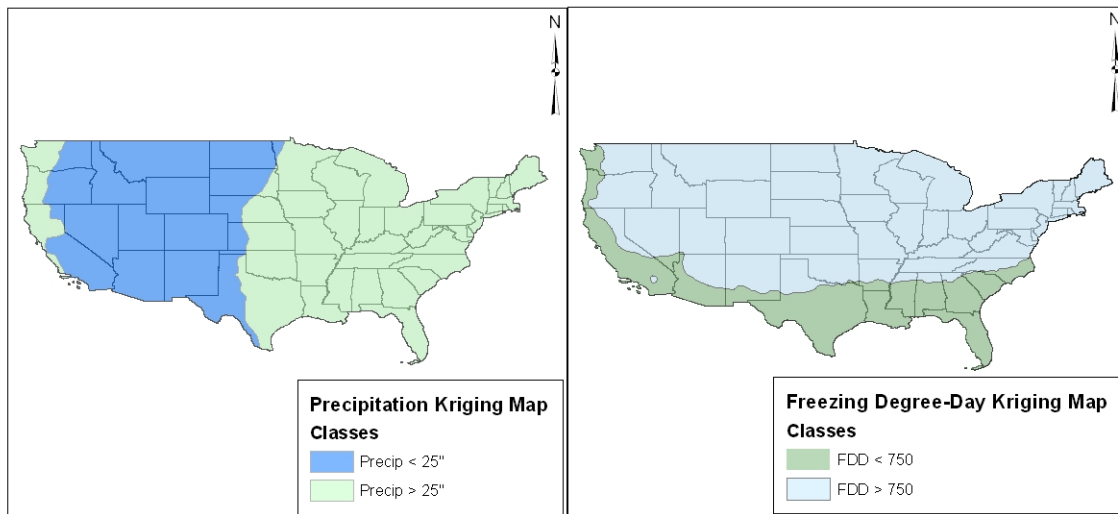 N
Precipitation Kriging Map
Classes
Precip < 25"
Precip > 25"
N
Freezing Degree-Day Kriging Map
Classes
FDD < 750
FDD > 750